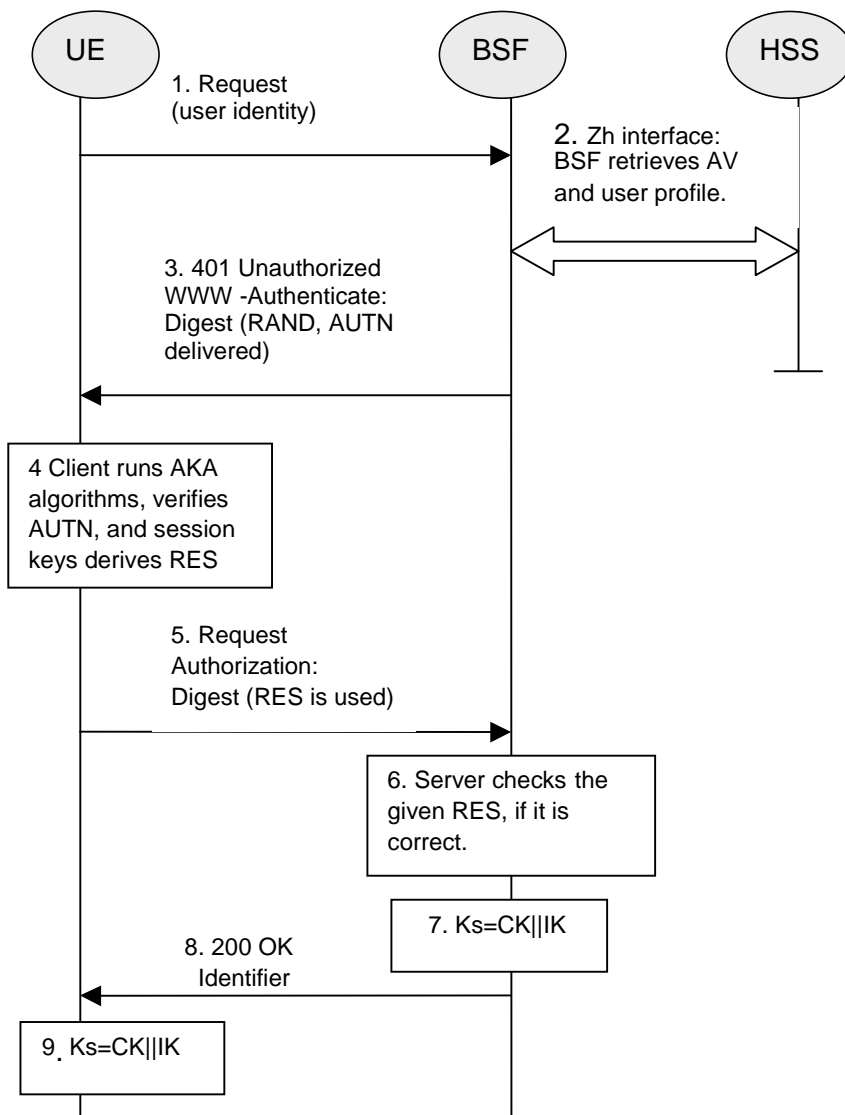 UE
BSF
HSS
1. Request
(user identity)
2. Zh interface:
BSF retrieves AV
and user profile.
3. 401 Unauthorized
WWW -Authenticate:
Digest (RAND, AUTN
delivered)
4 Client runs AKA
algorithms, verifies
AUTN, and session
keys derives RES
5. Request
Authorization:
Digest (RES is used)
6. Server checks the
given RES, if it is
correct.
7. Ks=CK||IK
8. 200 OK
Identifier
9. Ks=CK||IK